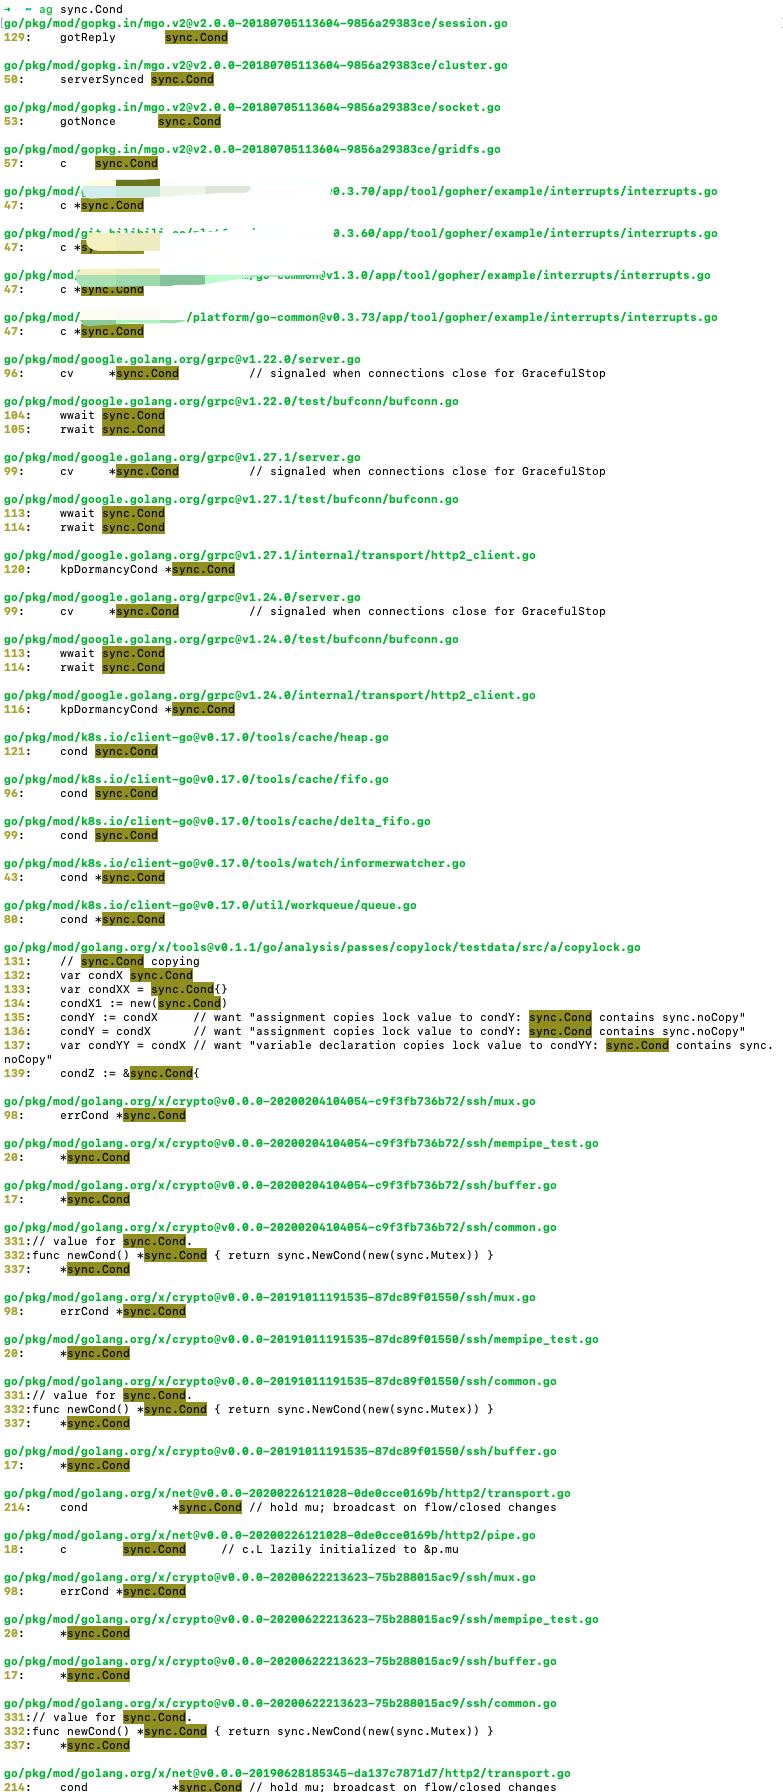 → ~ ag sync.Cond
go/pkg/mod/gopkg.in/mgo.v2@v2.0.0-20180705113604-9856a29383ce/session.go
129: gotReply sync.Cond
go/pkg/mod/gopkg.in/mgo.v2@v2.0.0-20180705113604-9856a29383ce/cluster.go
50: serverSynced sync.Cond
go/pkg/mod/gopkg.in/mgo.v2@v2.0.0-20180705113604-9856a29383ce/socket.go
53: gotNonce sync.Cond
go/pkg/mod/gopkg.in/mgo.v2@v2.0.0-20180705113604-9856a29383ce/gridfs.go
57: c sync.Cond
go/pkg/mod/ v0.3.70/app/tool/gopher/example/interrupts/interrupts.go
47: c *sync.Cond
go/pkg/mod/ 0.3.60/app/tool/gopher/example/interrupts/interrupts.go
47: c *
go/pkg/mod/ /go-common@v1.3.0/app/tool/gopher/example/interrupts/interrupts.go
47: c *sync.Cond
go/pkg/mod/ /platform/go-common@v0.3.73/app/tool/gopher/example/interrupts/interrupts.go
47: c *sync.Cond
go/pkg/mod/google.golang.org/grpc@v1.22.0/server.go
96: cv *sync.Cond // signaled when connections close for GracefulStop
go/pkg/mod/google.golang.org/grpc@v1.22.0/test/bufconn/bufconn.go
104: wwait sync.Cond
105: rwait sync.Cond
go/pkg/mod/google.golang.org/grpc@v1.27.1/server.go
99: cv *sync.Cond // signaled when connections close for GracefulStop
go/pkg/mod/google.golang.org/grpc@v1.27.1/test/bufconn/bufconn.go
113: wwait sync.Cond
114: rwait sync.Cond
go/pkg/mod/google.golang.org/grpc@v1.27.1/internal/transport/http2_client.go
120: kpDormancyCond *sync.Cond
go/pkg/mod/google.golang.org/grpc@v1.24.0/server.go
99: cv *sync.Cond // signaled when connections close for GracefulStop
go/pkg/mod/google.golang.org/grpc@v1.24.0/test/bufconn/bufconn.go
113: wwait sync.Cond
114: rwait sync.Cond
go/pkg/mod/google.golang.org/grpc@v1.24.0/internal/transport/http2_client.go
116: kpDormancyCond *sync.Cond
go/pkg/mod/k8s.io/client-go@v0.17.0/tools/cache/heap.go
121: cond sync.Cond
go/pkg/mod/k8s.io/client-go@v0.17.0/tools/cache/fifo.go
96: cond sync.Cond
go/pkg/mod/k8s.io/client-go@v0.17.0/tools/cache/delta_fifo.go
99: cond sync.Cond
go/pkg/mod/k8s.io/client-go@v0.17.0/tools/watch/informerwatcher.go
43: cond *sync.Cond
go/pkg/mod/k8s.io/client-go@v0.17.0/util/workqueue/queue.go
80: cond *sync.Cond
go/pkg/mod/golang.org/x/tools@v0.1.1/go/analysis/passes/copylock/testdata/src/a/copylock.go
131: // sync.Cond copying
132: var condX sync.Cond
133: var condXX = sync.Cond{}
134: condX1 := new(sync.Cond)
135: condY := condX // want "assignment copies lock value to condY: sync.Cond contains sync.noCopy"
136: condY = condX // want "assignment copies lock value to condY: sync.Cond contains sync.noCopy"
137: var condYY = condX // want "variable declaration copies lock value to condYY: sync.Cond contains sync.
noCopy"
139: condZ := &sync.Cond{
go/pkg/mod/golang.org/x/crypto@v0.0.0-20200204104054-c9f3fb736b72/ssh/mux.go
98: errCond *sync.Cond
go/pkg/mod/golang.org/x/crypto@v0.0.0-20200204104054-c9f3fb736b72/ssh/mempipe_test.go
20: *sync.Cond
go/pkg/mod/golang.org/x/crypto@v0.0.0-20200204104054-c9f3fb736b72/ssh/buffer.go
17: *sync.Cond
go/pkg/mod/golang.org/x/crypto@v0.0.0-20200204104054-c9f3fb736b72/ssh/common.go
331:// value for sync.Cond.
332:func newCond() *sync.Cond { return sync.NewCond(new(sync.Mutex)) }
337: *sync.Cond
go/pkg/mod/golang.org/x/crypto@v0.0.0-20191011191535-87dc89f01550/ssh/mux.go
98: errCond *sync.Cond
go/pkg/mod/golang.org/x/crypto@v0.0.0-20191011191535-87dc89f01550/ssh/mempipe_test.go
20: *sync.Cond
go/pkg/mod/golang.org/x/crypto@v0.0.0-20191011191535-87dc89f01550/ssh/common.go
331:// value for sync.Cond.
332:func newCond() *sync.Cond { return sync.NewCond(new(sync.Mutex)) }
337: *sync.Cond
go/pkg/mod/golang.org/x/crypto@v0.0.0-20191011191535-87dc89f01550/ssh/buffer.go
17: *sync.Cond
go/pkg/mod/golang.org/x/net@v0.0.0-20200226121028-0de0cce0169b/http2/transport.go
214: cond *sync.Cond // hold mu; broadcast on flow/closed changes
go/pkg/mod/golang.org/x/net@v0.0.0-20200226121028-0de0cce0169b/http2/pipe.go
18: c sync.Cond // c.L lazily initialized to &p.mu
go/pkg/mod/golang.org/x/crypto@v0.0.0-20200622213623-75b288015ac9/ssh/mux.go
98: errCond *sync.Cond
go/pkg/mod/golang.org/x/crypto@v0.0.0-20200622213623-75b288015ac9/ssh/mempipe_test.go
20: *sync.Cond
go/pkg/mod/golang.org/x/crypto@v0.0.0-20200622213623-75b288015ac9/ssh/buffer.go
17: *sync.Cond
go/pkg/mod/golang.org/x/crypto@v0.0.0-20200622213623-75b288015ac9/ssh/common.go
331:// value for sync.Cond.
332:func newCond() *sync.Cond { return sync.NewCond(new(sync.Mutex)) }
337: *sync.Cond
go/pkg/mod/golang.org/x/net@v0.0.0-20190628185345-da137c7871d7/http2/transport.go
214: cond *sync.Cond // hold mu; broadcast on flow/closed changes